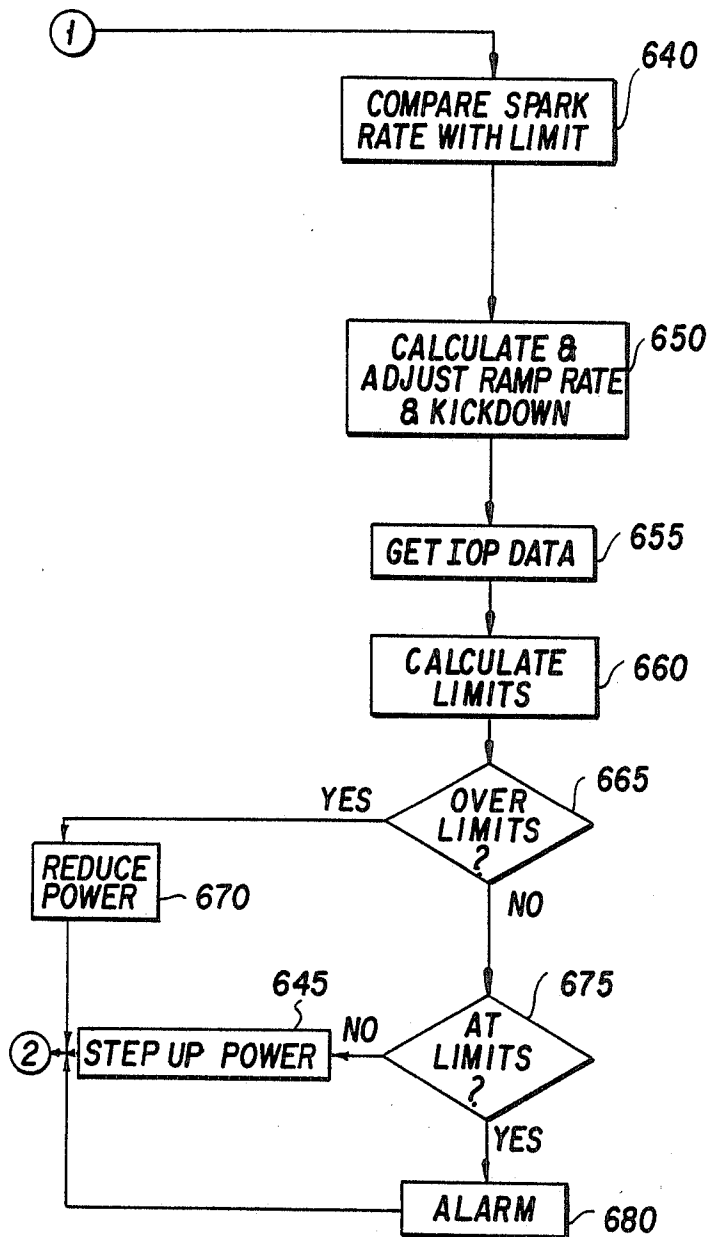 1
640
COMPARE SPARK
RATE WITH LIMIT
650
CALCULATE &
ADJUST RAMP RATE
& KICKDOWN
655
GET IOP DATA
660
CALCULATE
LIMITS
665
OVER
LIMITS
?
YES
NO
REDUCE
POWER
670
675
AT
LIMITS
?
NO
YES
645
STEP UP POWER
2
ALARM
680